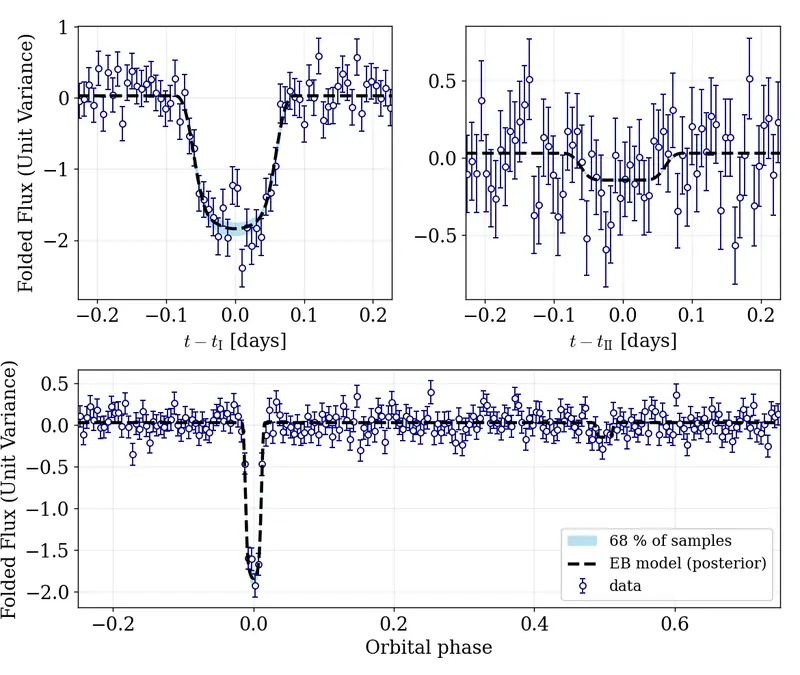 Folded Flux (Unit Variance)
1
0
−1
−2
−0.2 −0.1 0.0 0.1 0.2
t − tI [days]
0.5
0.0
−0.5
−0.2 −0.1 0.0 0.1 0.2
t − tII [days]
Folded Flux (Unit Variance)
0.5
0.0
−0.5
−1.0
−1.5
−2.0
−0.2 0.0 0.2 0.4 0.6
Orbital phase
68 % of samples
EB model (posterior)
data